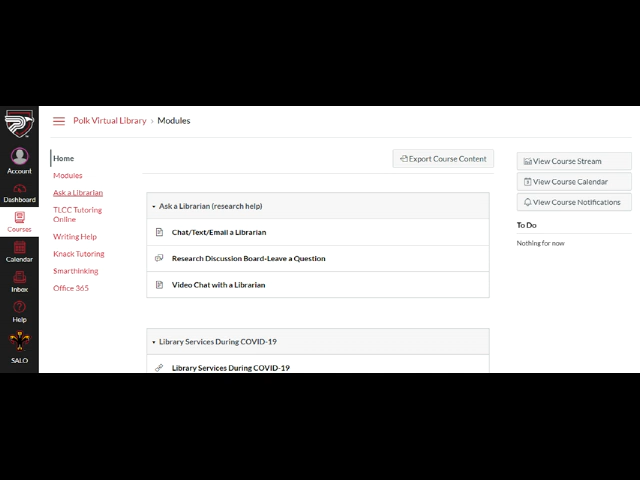 Polk Virtual Library › Modules
Account
Dashboard
Courses
Calendar
Inbox
Help
SALO
Home
Modules
Ask a Librarian
TLCC Tutoring
Online
Writing Help
Knack Tutoring
Smarthinking
Office 365
Export Course Content
Ask a Librarian (research help)
Chat/Text/Email a Librarian
Research Discussion Board-Leave a Question
Video Chat with a Librarian
Library Services During COVID-19
Library Services During COVID-19
View Course Stream
View Course Calendar
View Course Notifications
To Do
Nothing for now